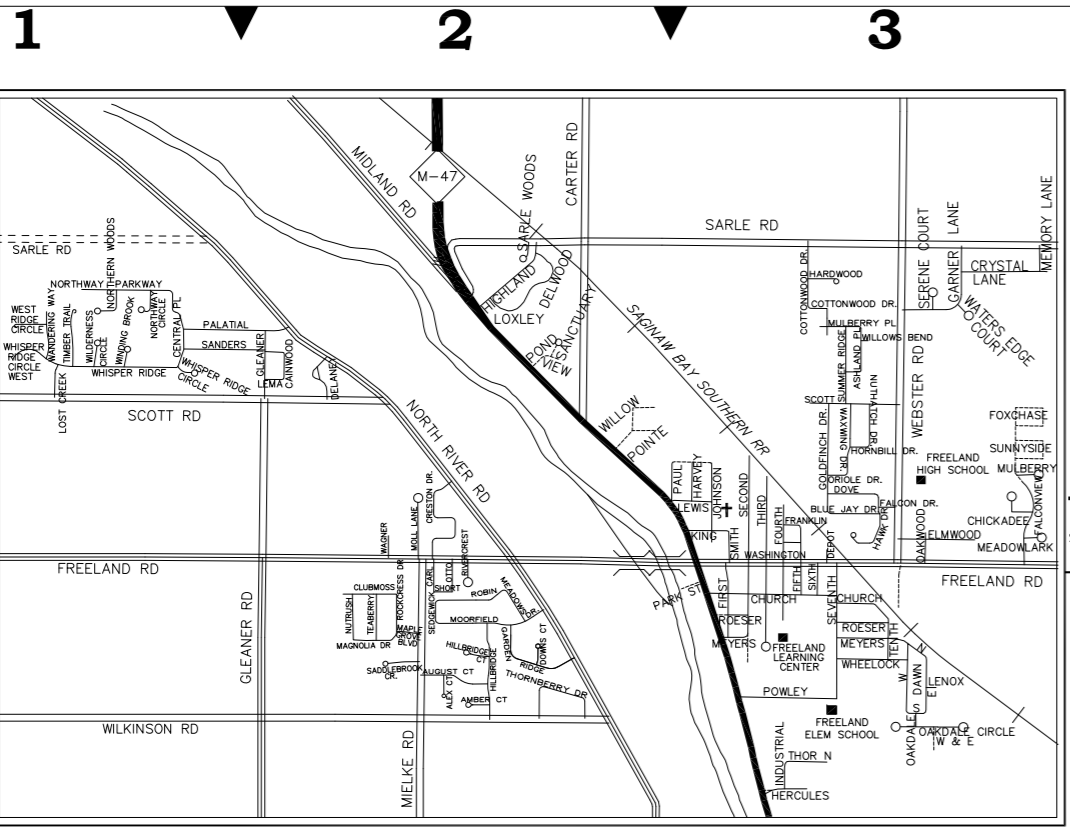 1
2
3
M-47
MIDLAND RD
SARLE WOODS
CARTER RD
SARLE RD
SARLE RD
SERENE COURT
GARNER LANE
MEMORY LANE
CRYSTAL
LANE
WATERS EDGE
COURT
HIGHLAND
DELWOOD
LOXLEY
SANCTUARY
POND
VIEW
SAGINAW BAY SOUTHERN RR
COTTONWOOD DR.
HARDWOOD
COTTONWOOD DR.
MULBERRY PL
WILLOWS BEND
SUMMER RIDGE
ASHLAND PL
NORTHERN WOODS
NORTHWAY PARKWAY
WEST
RIDGE
CIRCLE
WANDERING WAY
TIMBER TRAIL
WILDERNESS
CIRCLE
WINDING BROOK
NORTHWAY
CIRCLE
CENTRAL PL
PALATIAL
SANDERS
WHISPER
RIDGE
CIRCLE
WEST
WHISPER RIDGE
WHISPER RIDGE
CIRCLE
GLEANER
LEMA
CAINWOOD
DELANEY
LOST CREEK
SCOTT RD
NORTH RIVER RD
WILLOW
POINTE
SCOTT
NUTHATCH DR.
GOLDFINCH DR.
WAXWING DR.
HORNBILL DR.
WEBSTER RD
FOXCHASE
SUNNYSIDE
MULBERRY
FREELAND
HIGH SCHOOL
ORIOLE DR.
DOVE
BLUE JAY DR.
FALCON DR.
HAWK DR
FALCONVIEW
CHICKADEE
ELMWOOD
MEADOWLARK
OAKWOOD
PAUL
HARVEY
JOHNSON
LEWIS
KING
SMITH
SECOND
THIRD
FOURTH
FRANKLIN
WASHINGTON
DEPOT
CRESTON DR.
MOLL LANE
WAGNER
FREELAND RD
FREELAND RD
GLEANER RD
CLUBMOSS
NUTRUSH
TEABERRY
ROCKCRESS DR
MAPLE
GROVE
BLVD
MAGNOLIA DR
SEDGEWICK
CARL
OTTO
SHORT
RIVERCREST
ROBIN
MEADOWS DR.
MOORFIELD
GARDEN
RIDGE
DOWNS CT
HILLBRIDGE
CT
HILLBRIDGE
SADDLEBROOK
CR.
AUGUST CT
ALEX CT
AMBER CT
THORNBERRY DR
PARK ST
FIRST
FIFTH
SIXTH
SEVENTH
CHURCH
CHURCH
ROESER
ROESER
MEYERS
MEYERS
TENTH
WHEELOCK
FREELAND
LEARNING
CENTER
POWLEY
N
W
DAWN
E
S
LENOX
FREELAND
ELEM SCHOOL
OAKDALE
OAKDALE CIRCLE
W & E
WILKINSON RD
MIELKE RD
INDUSTRIAL
THOR N
HERCULES